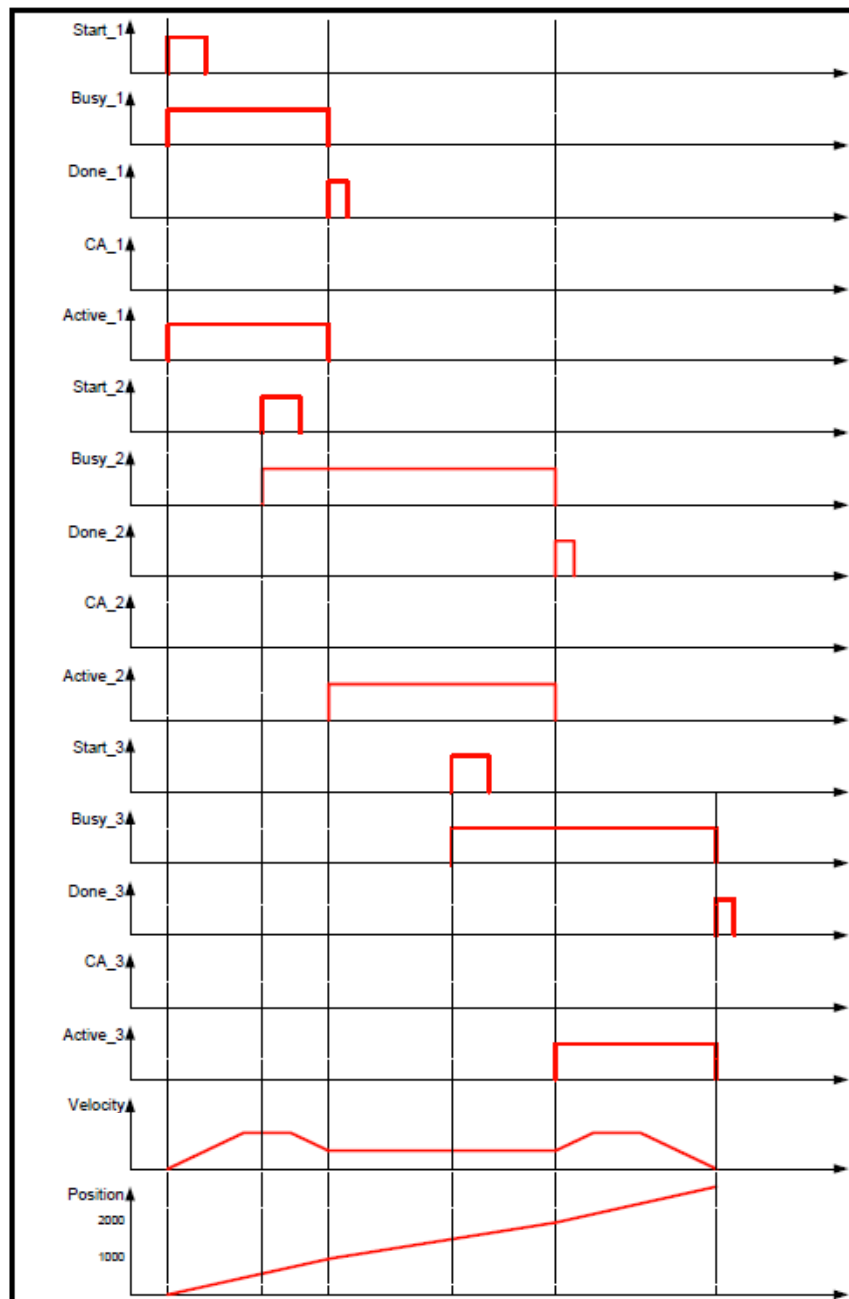 Start_1
Busy_1
Done_1
CA_1
Active_1
Start_2
Busy_2
Done_2
CA_2
Active_2
Start_3
Busy_3
Done_3
CA_3
Active_3
Velocity
Position
2000
1000